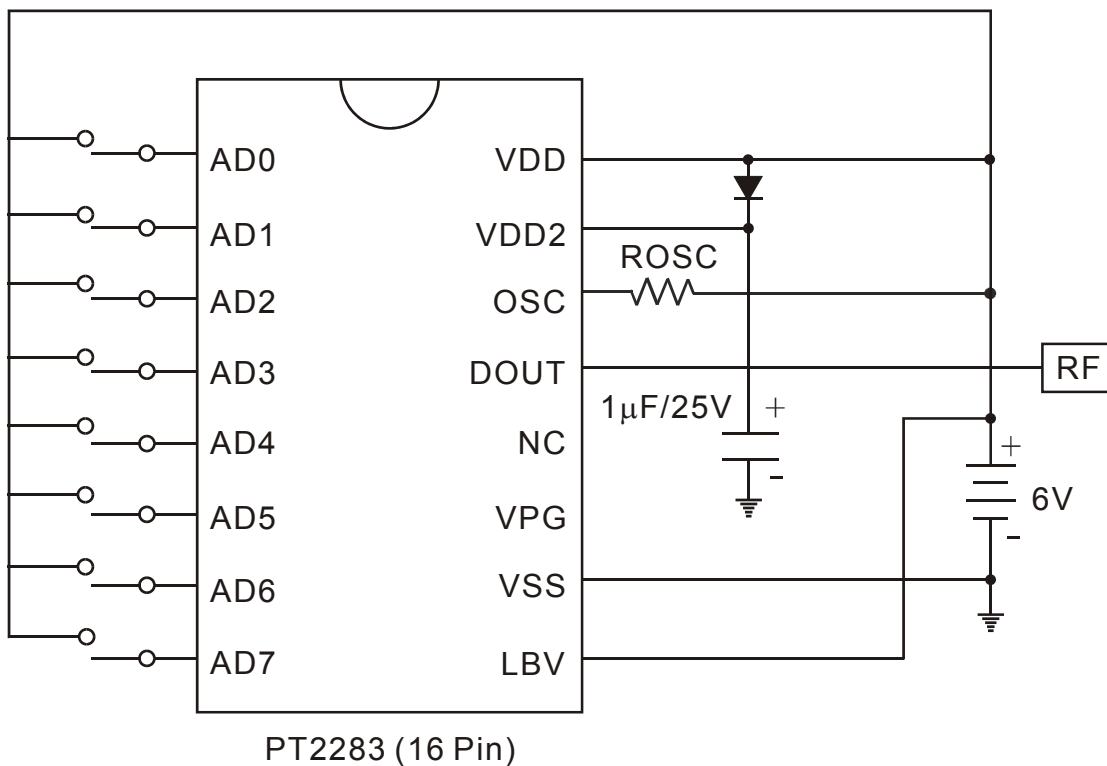 AD0
AD1
AD2
AD3
AD4
AD5
AD6
AD7
VDD
VDD2
OSC
DOUT
NC
VPG
VSS
LBV
ROSC
RF
1μF/25V
+
-
+
6V
-
PT2283 (16 Pin)